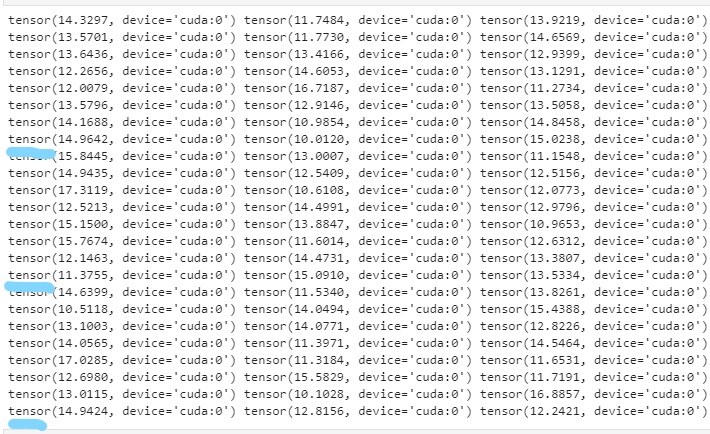 tensor(14.3297, device='cuda:0') tensor(11.7484, device='cuda:0') tensor(13.9219, device='cuda:0')
tensor(13.5701, device='cuda:0') tensor(11.7730, device='cuda:0') tensor(14.6569, device='cuda:0')
tensor(13.6436, device='cuda:0') tensor(13.4166, device='cuda:0') tensor(12.9399, device='cuda:0')
tensor(12.2656, device='cuda:0') tensor(14.6053, device='cuda:0') tensor(13.1291, device='cuda:0')
tensor(12.0079, device='cuda:0') tensor(16.7187, device='cuda:0') tensor(11.2734, device='cuda:0')
tensor(13.5796, device='cuda:0') tensor(12.9146, device='cuda:0') tensor(13.5058, device='cuda:0')
tensor(14.1688, device='cuda:0') tensor(10.9854, device='cuda:0') tensor(14.8458, device='cuda:0')
tensor(14.9642, device='cuda:0') tensor(10.0120, device='cuda:0') tensor(15.0238, device='cuda:0')
tensor(15.8445, device='cuda:0') tensor(13.0007, device='cuda:0') tensor(11.1548, device='cuda:0')
tensor(14.9435, device='cuda:0') tensor(12.5409, device='cuda:0') tensor(12.5156, device='cuda:0')
tensor(17.3119, device='cuda:0') tensor(10.6108, device='cuda:0') tensor(12.0773, device='cuda:0')
tensor(12.5213, device='cuda:0') tensor(14.4991, device='cuda:0') tensor(12.9796, device='cuda:0')
tensor(15.1500, device='cuda:0') tensor(13.8847, device='cuda:0') tensor(10.9653, device='cuda:0')
tensor(15.7674, device='cuda:0') tensor(11.6014, device='cuda:0') tensor(12.6312, device='cuda:0')
tensor(12.1463, device='cuda:0') tensor(14.4731, device='cuda:0') tensor(13.3807, device='cuda:0')
tensor(11.3755, device='cuda:0') tensor(15.0910, device='cuda:0') tensor(13.5334, device='cuda:0')
tensor(14.6399, device='cuda:0') tensor(11.5340, device='cuda:0') tensor(13.8261, device='cuda:0')
tensor(10.5118, device='cuda:0') tensor(14.0494, device='cuda:0') tensor(15.4388, device='cuda:0')
tensor(13.1003, device='cuda:0') tensor(14.0771, device='cuda:0') tensor(12.8226, device='cuda:0')
tensor(14.0565, device='cuda:0') tensor(11.3971, device='cuda:0') tensor(14.5464, device='cuda:0')
tensor(17.0285, device='cuda:0') tensor(11.3184, device='cuda:0') tensor(11.6531, device='cuda:0')
tensor(12.6980, device='cuda:0') tensor(15.5829, device='cuda:0') tensor(11.7191, device='cuda:0')
tensor(13.0115, device='cuda:0') tensor(10.1028, device='cuda:0') tensor(16.8857, device='cuda:0')
tensor(14.9424, device='cuda:0') tensor(12.8156, device='cuda:0') tensor(12.2421, device='cuda:0')